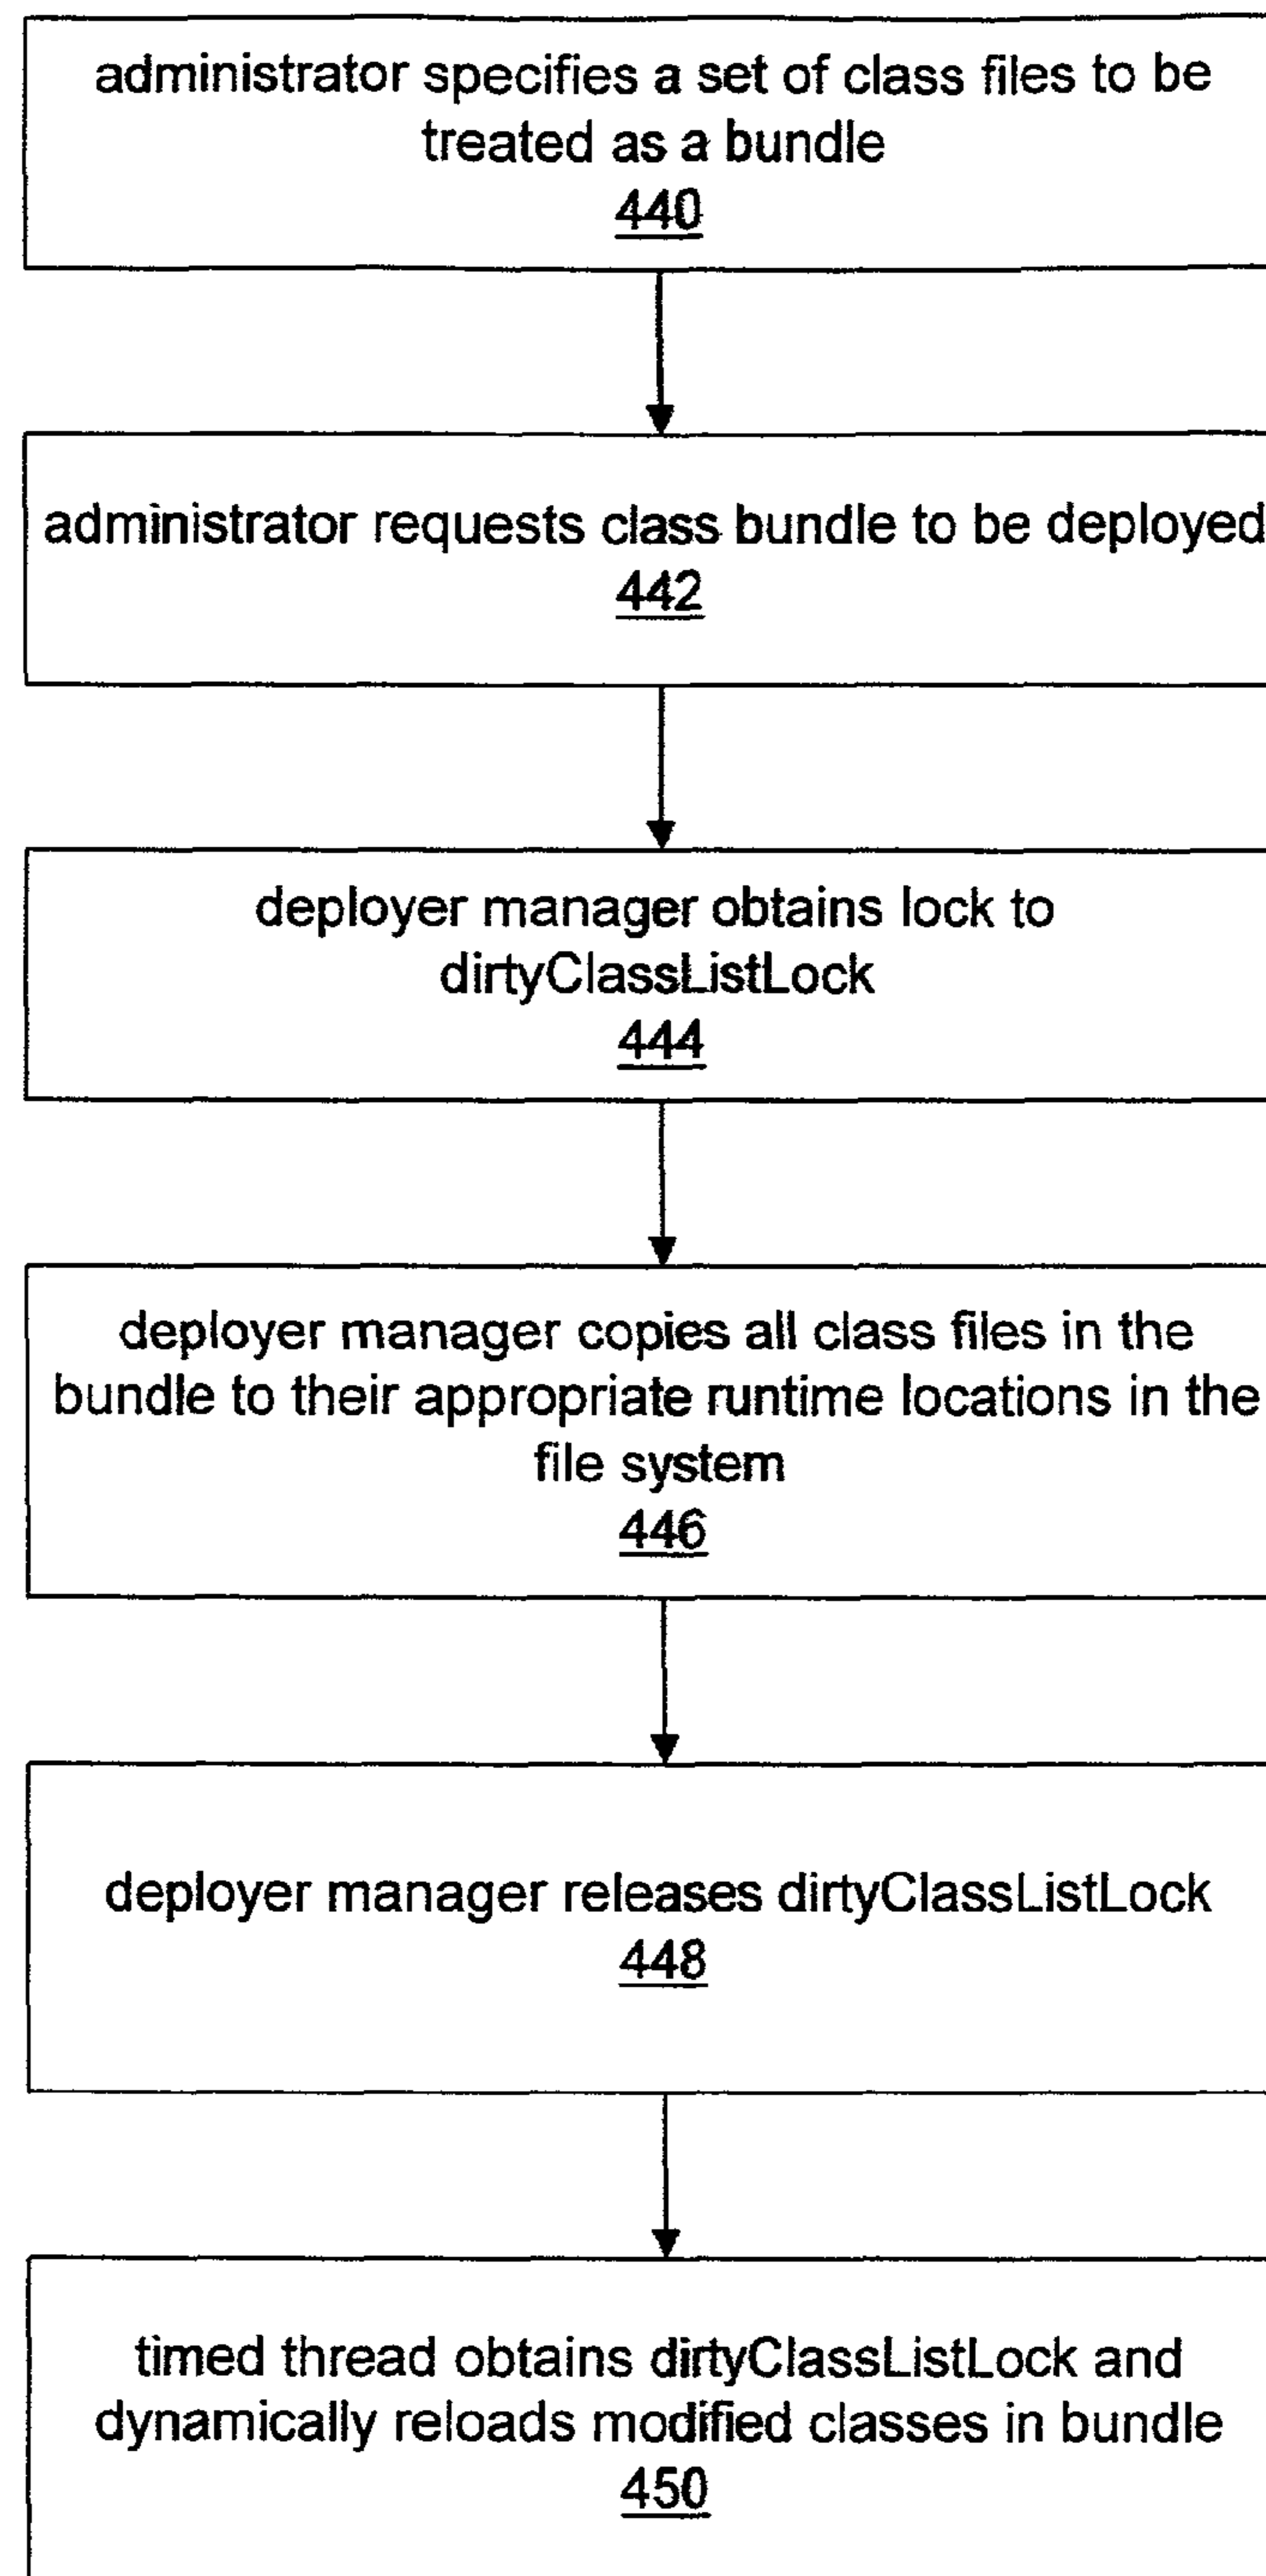 administrator specifies a set of class files to be
treated as a bundle
440
administrator requests class bundle to be deployed
442
deployer manager obtains lock to
dirtyClassListLock
444
deployer manager copies all class files in the
bundle to their appropriate runtime locations in the
file system
446
deployer manager releases dirtyClassListLock
448
timed thread obtains dirtyClassListLock and
dynamically reloads modified classes in bundle
450